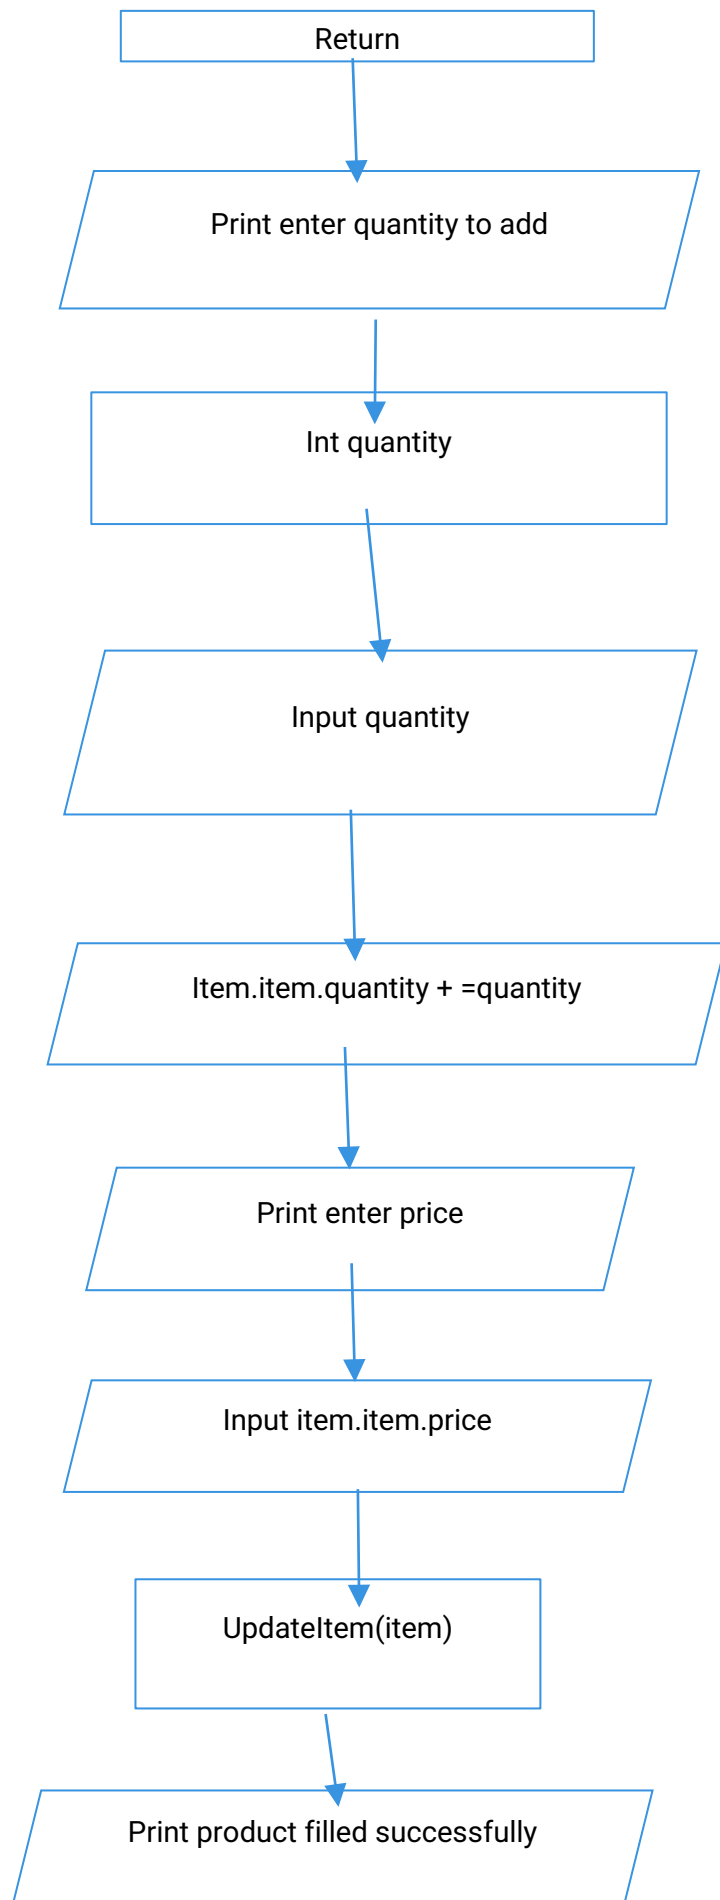 Return
Print enter quantity to add
Int quantity
Input quantity
Item.item.quantity + =quantity
Print enter price
Input item.item.price
UpdateItem(item)
Print product filled successfully